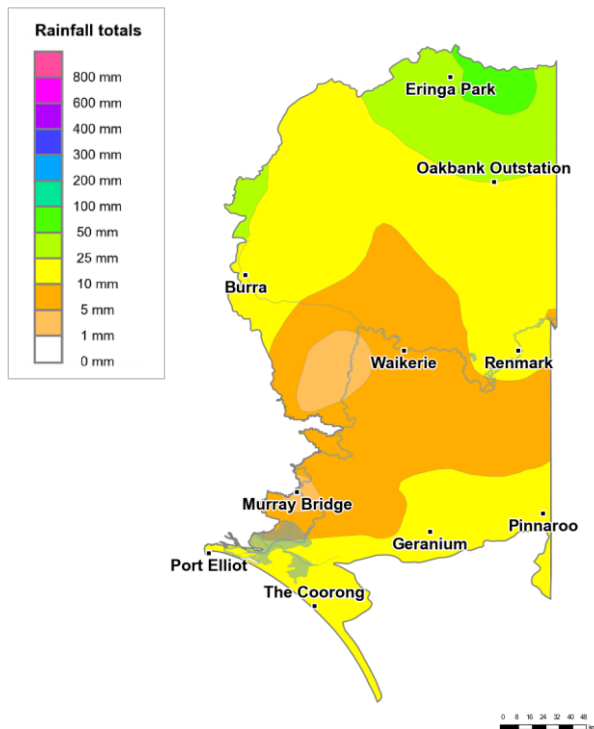 Rainfall totals
800 mm
600 mm
400 mm
300 mm
200 mm
100 mm
50 mm
25 mm
10 mm
5 mm
1 mm
0 mm
Eringa Park
Oakbank Outstation
Burra
Waikerie
Renmark
Murray Bridge
Pinnaroo
Geranium
Port Elliot
The Coorong
0 8 16 24 32 40 48